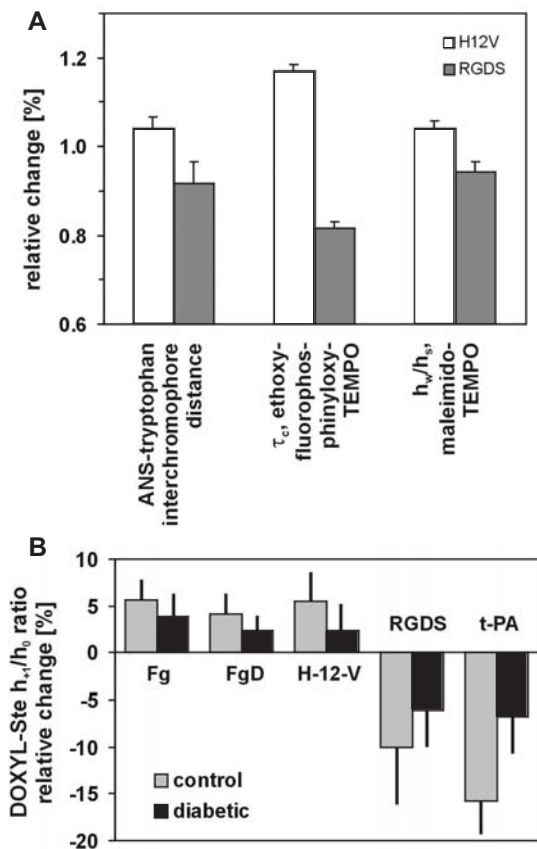 A
H12V
RGDS
relative change [%]
1.2
1.0
0.8
0.6
ANS-tryptophan
interchromophore
distance
τc, ethoxy-
fluorophos-
phinyloxy-
TEMPO
hw/hs,
maleimido-
TEMPO
B
DOXYL-Ste h+1/h0 ratio
relative change [%]
10
5
0
-5
-10
-15
-20
RGDS
t-PA
Fg
FgD
H-12-V
control
diabetic